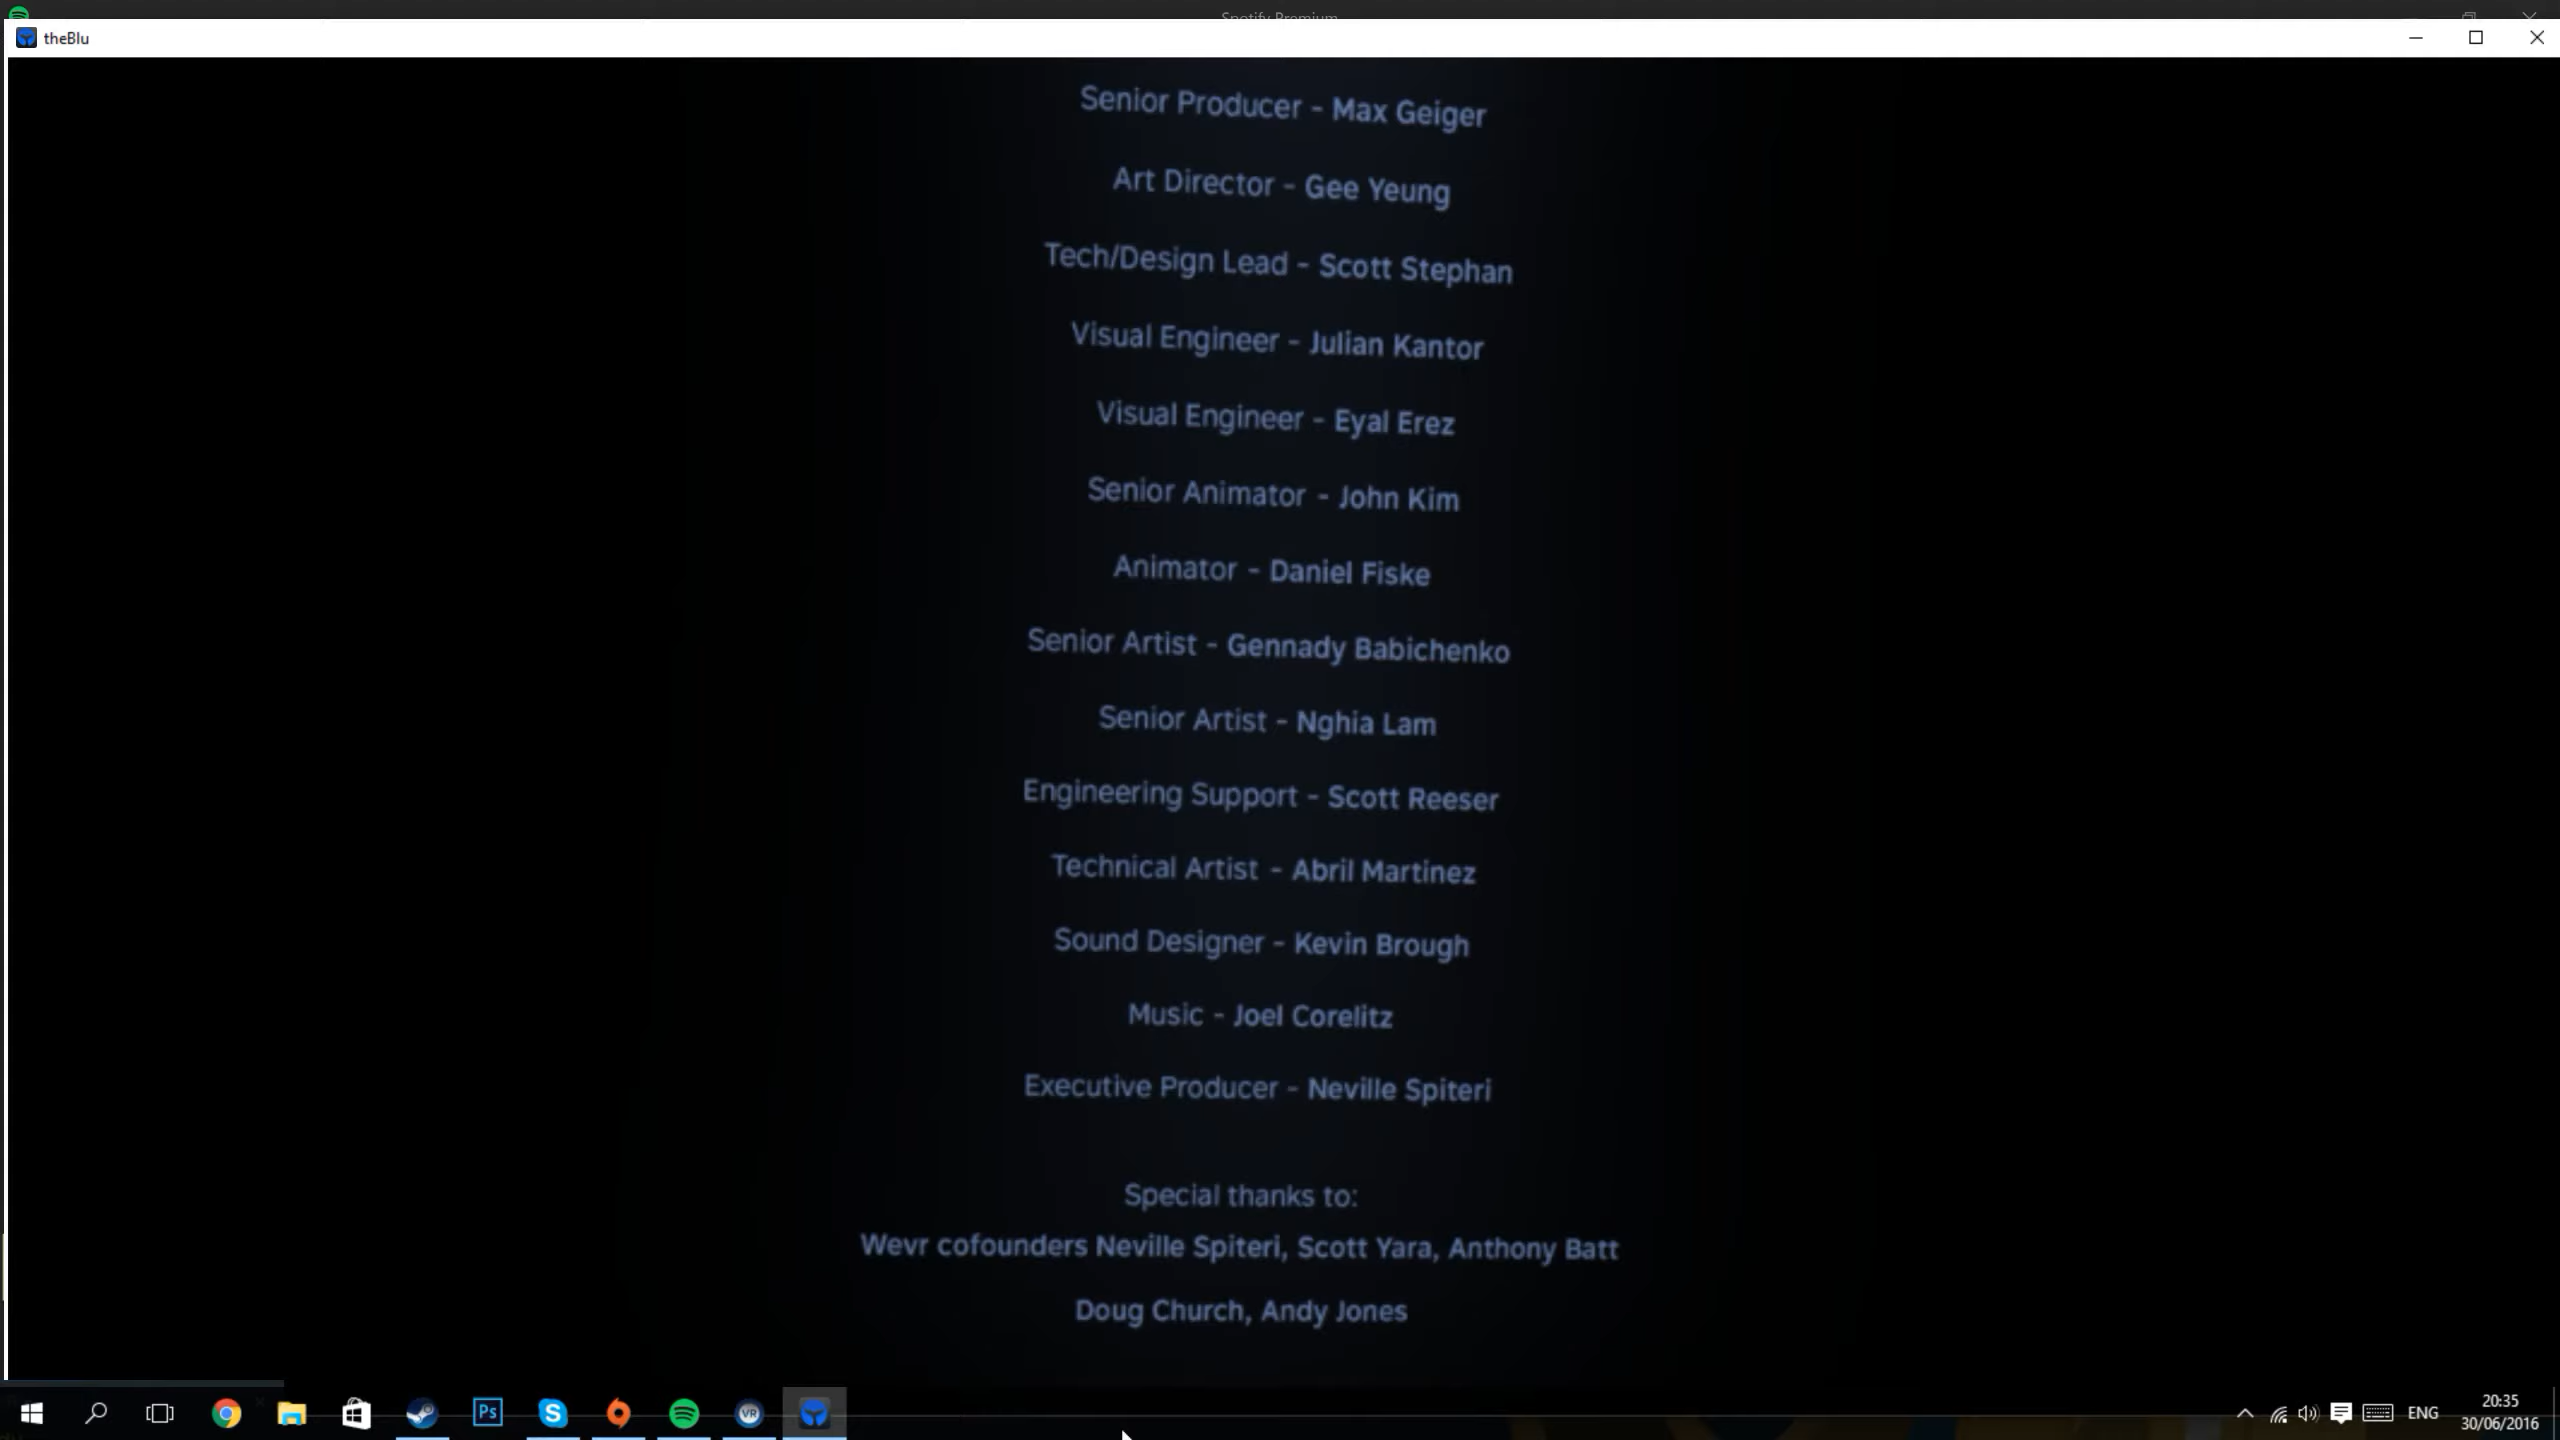 Spotify Premium
theBlu
Senior Producer - Max Geiger
Art Director - Gee Yeung
Tech/Design Lead - Scott Stephan
Visual Engineer - Julian Kantor
Visual Engineer - Eyal Erez
Senior Animator - John Kim
Animator - Daniel Fiske
Senior Artist - Gennady Babichenko
Senior Artist - Nghia Lam
Engineering Support - Scott Reeser
Technical Artist - Abril Martinez
Sound Designer - Kevin Brough
Music - Joel Corelitz
Executive Producer - Neville Spiteri
Special thanks to:
Wevr cofounders Neville Spiteri, Scott Yara, Anthony Batt
Doug Church, Andy Jones
Ps
S
VR
ENG
20:35
30/06/2016